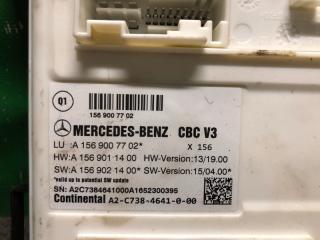 Q1
156 900 77 02
MERCEDES-BENZ CBC V3
LU :A 156 900 77 02* X 156
HW:A 156 901 14 00 HW-Version:13/19.00
SW:A 156 902 14 00* SW-Version:15/04.00*
*valid up to potential SW update
SN: A2C7384641000A1652300395
Continental A2-C738-4641-0-00